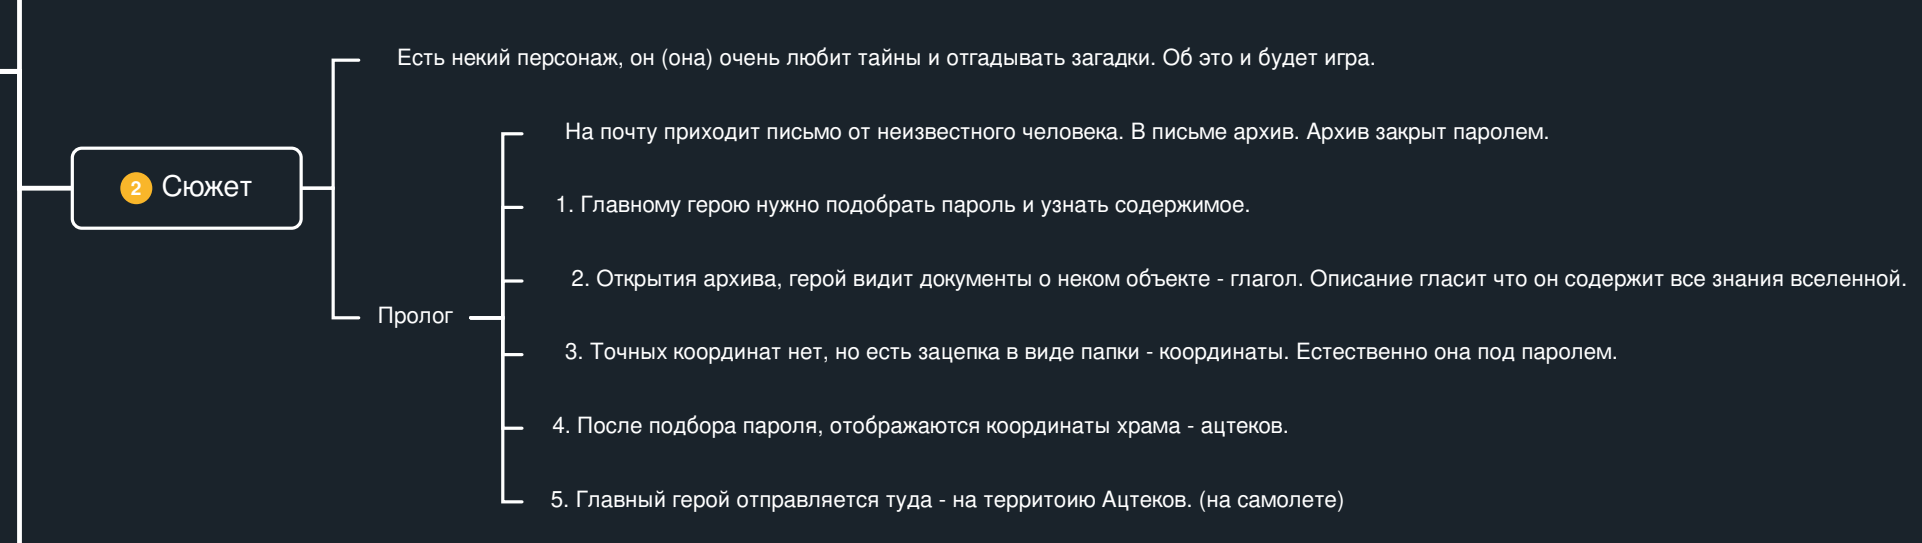 Есть некий персонаж, он (она) очень любит тайны и отгадывать загадки. Об это и будет игра.
2 Сюжет
Пролог
На почту приходит письмо от неизвестного человека. В письме архив. Архив закрыт паролем.
1. Главному герою нужно подобрать пароль и узнать содержимое.
2. Открытия архива, герой видит документы о неком объекте - глагол. Описание гласит что он содержит все знания вселенной.
3. Точных координат нет, но есть зацепка в виде папки - координаты. Естественно она под паролем.
4. После подбора пароля, отображаются координаты храма - ацтеков.
5. Главный герой отправляется туда - на территоию Ацтеков. (на самолете)